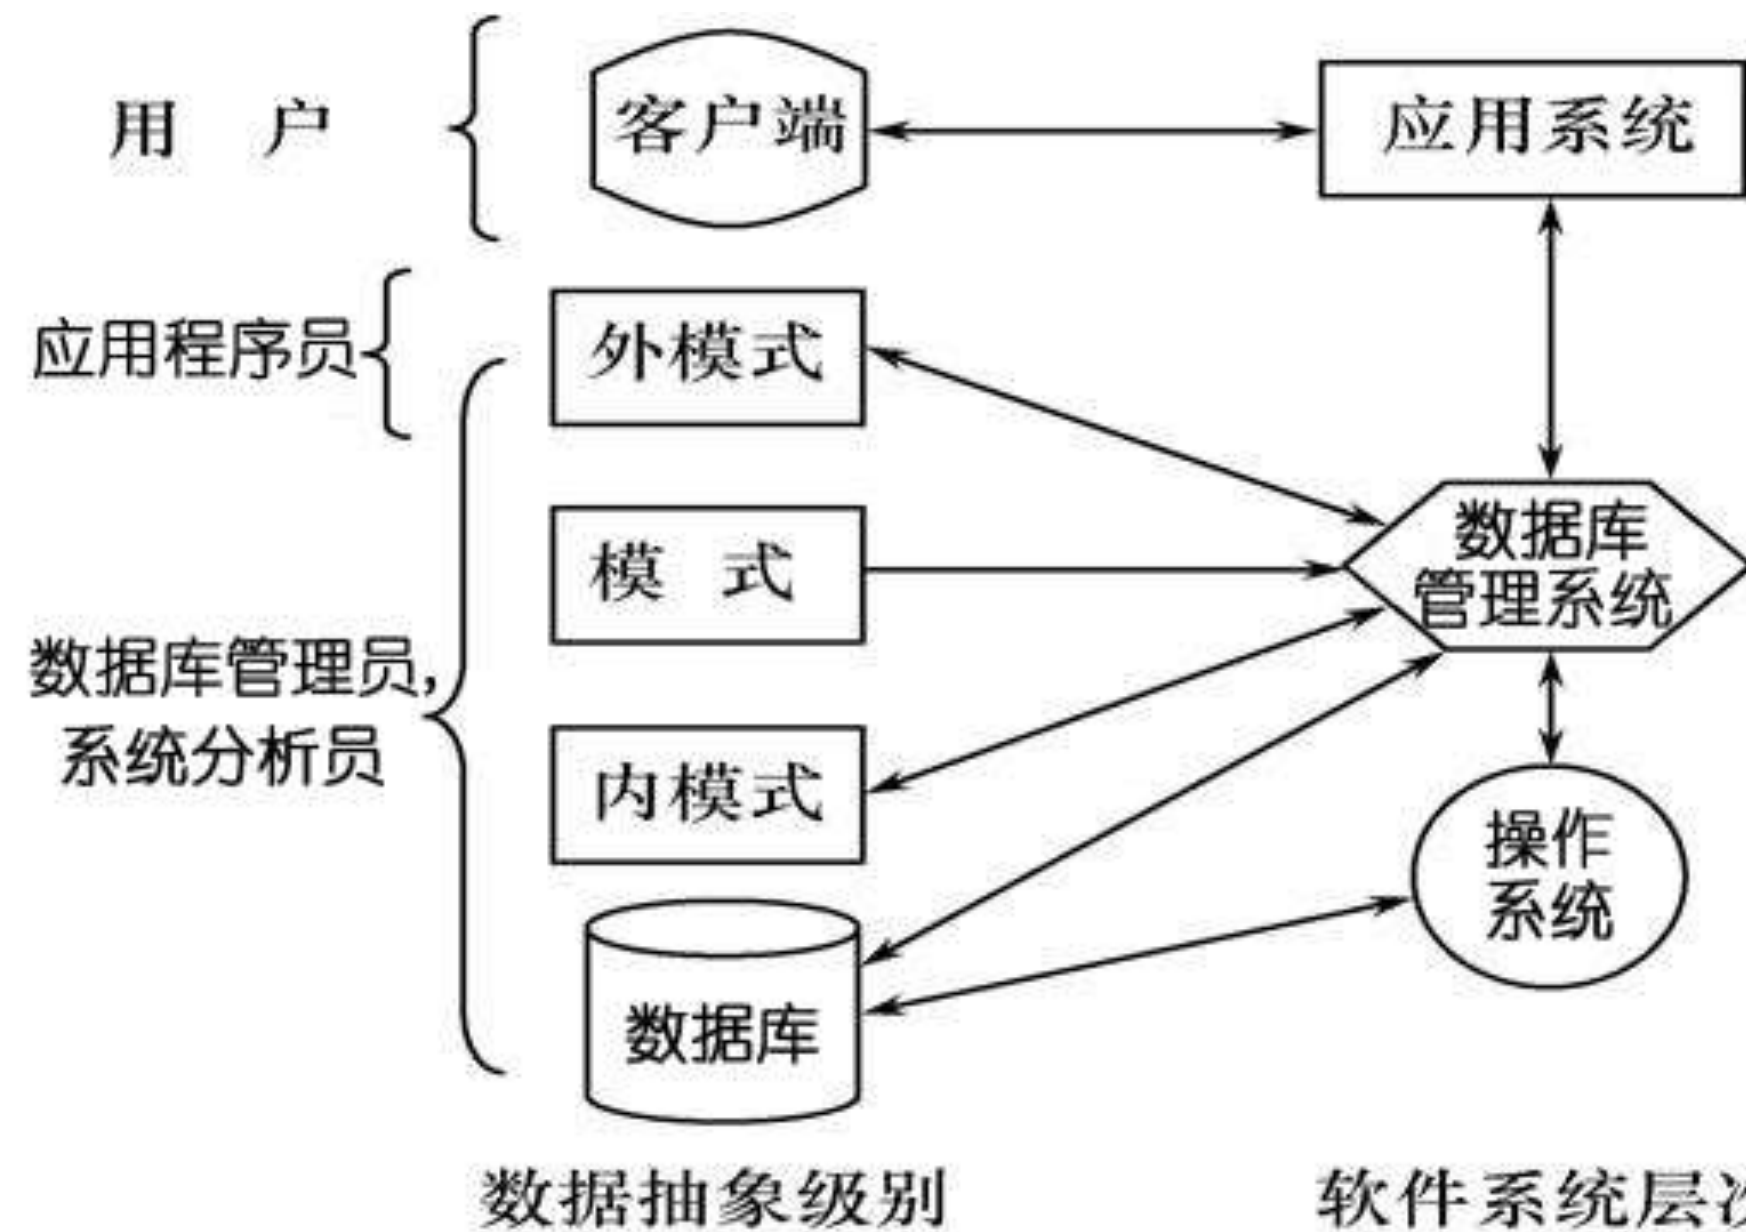 用 户
客户端
应用系统
应用程序员
外模式
模 式
数据库
管理系统
数据库管理员,
系统分析员
内模式
操作
系统
数据库
数据抽象级别
软件系统层次